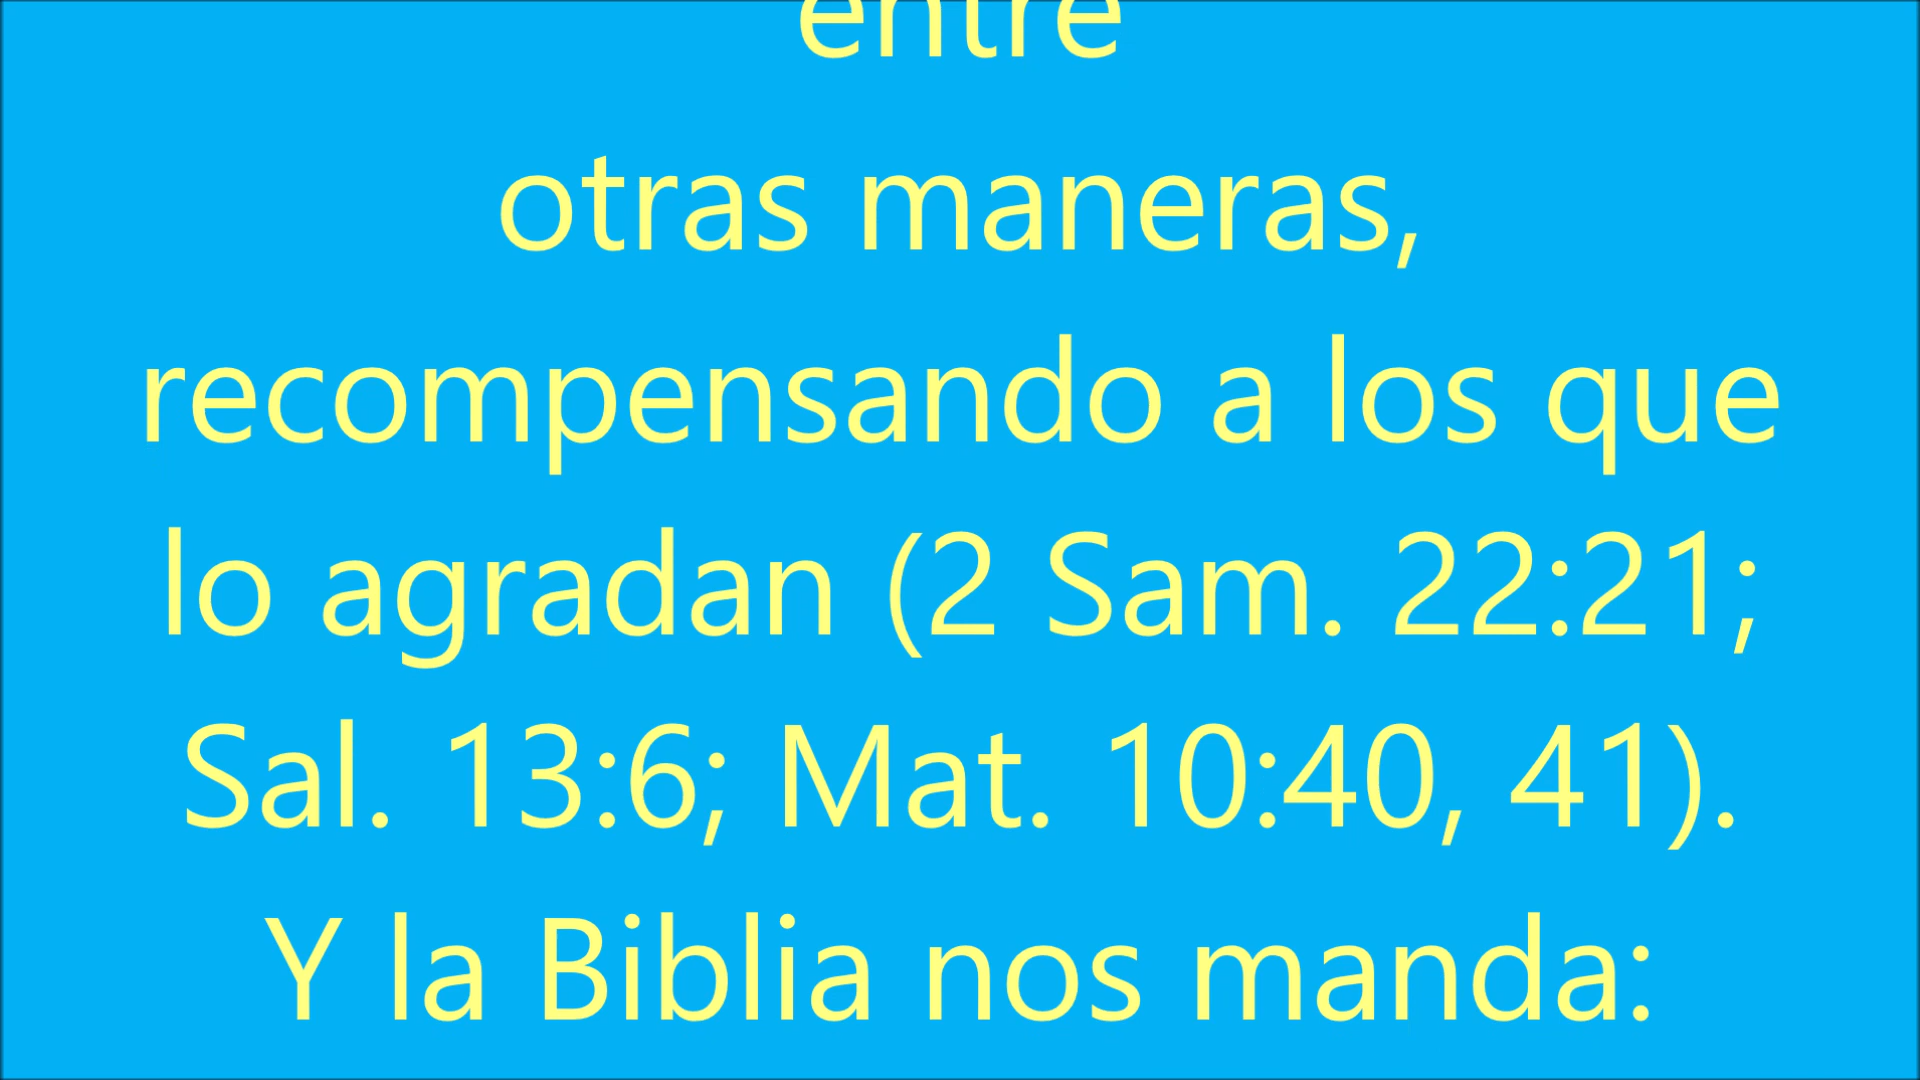 entre
otras maneras,
recompensando a los que
lo agradan (2 Sam. 22:21;
Sal. 13:6; Mat. 10:40, 41).
Y la Biblia nos manda: